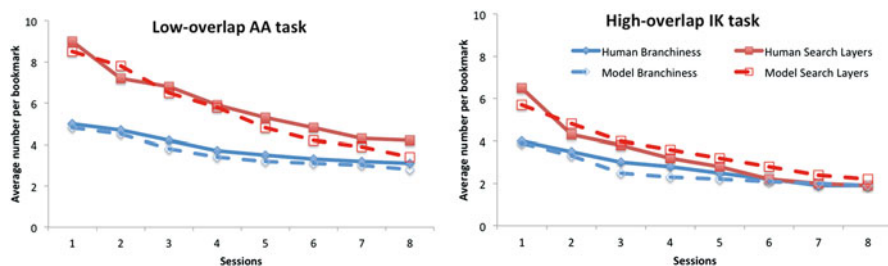 Low-overlap AA task
Average number per bookmark
10
8
6
4
2
0
1 2 3 4 5 6 7 8
Sessions
High-overlap IK task
Human Branchiness
Human Search Layers
Model Branchiness
Model Search Layers
Average number per bookmark
10
8
6
4
2
0
1 2 3 4 5 6 7 8
Sessions